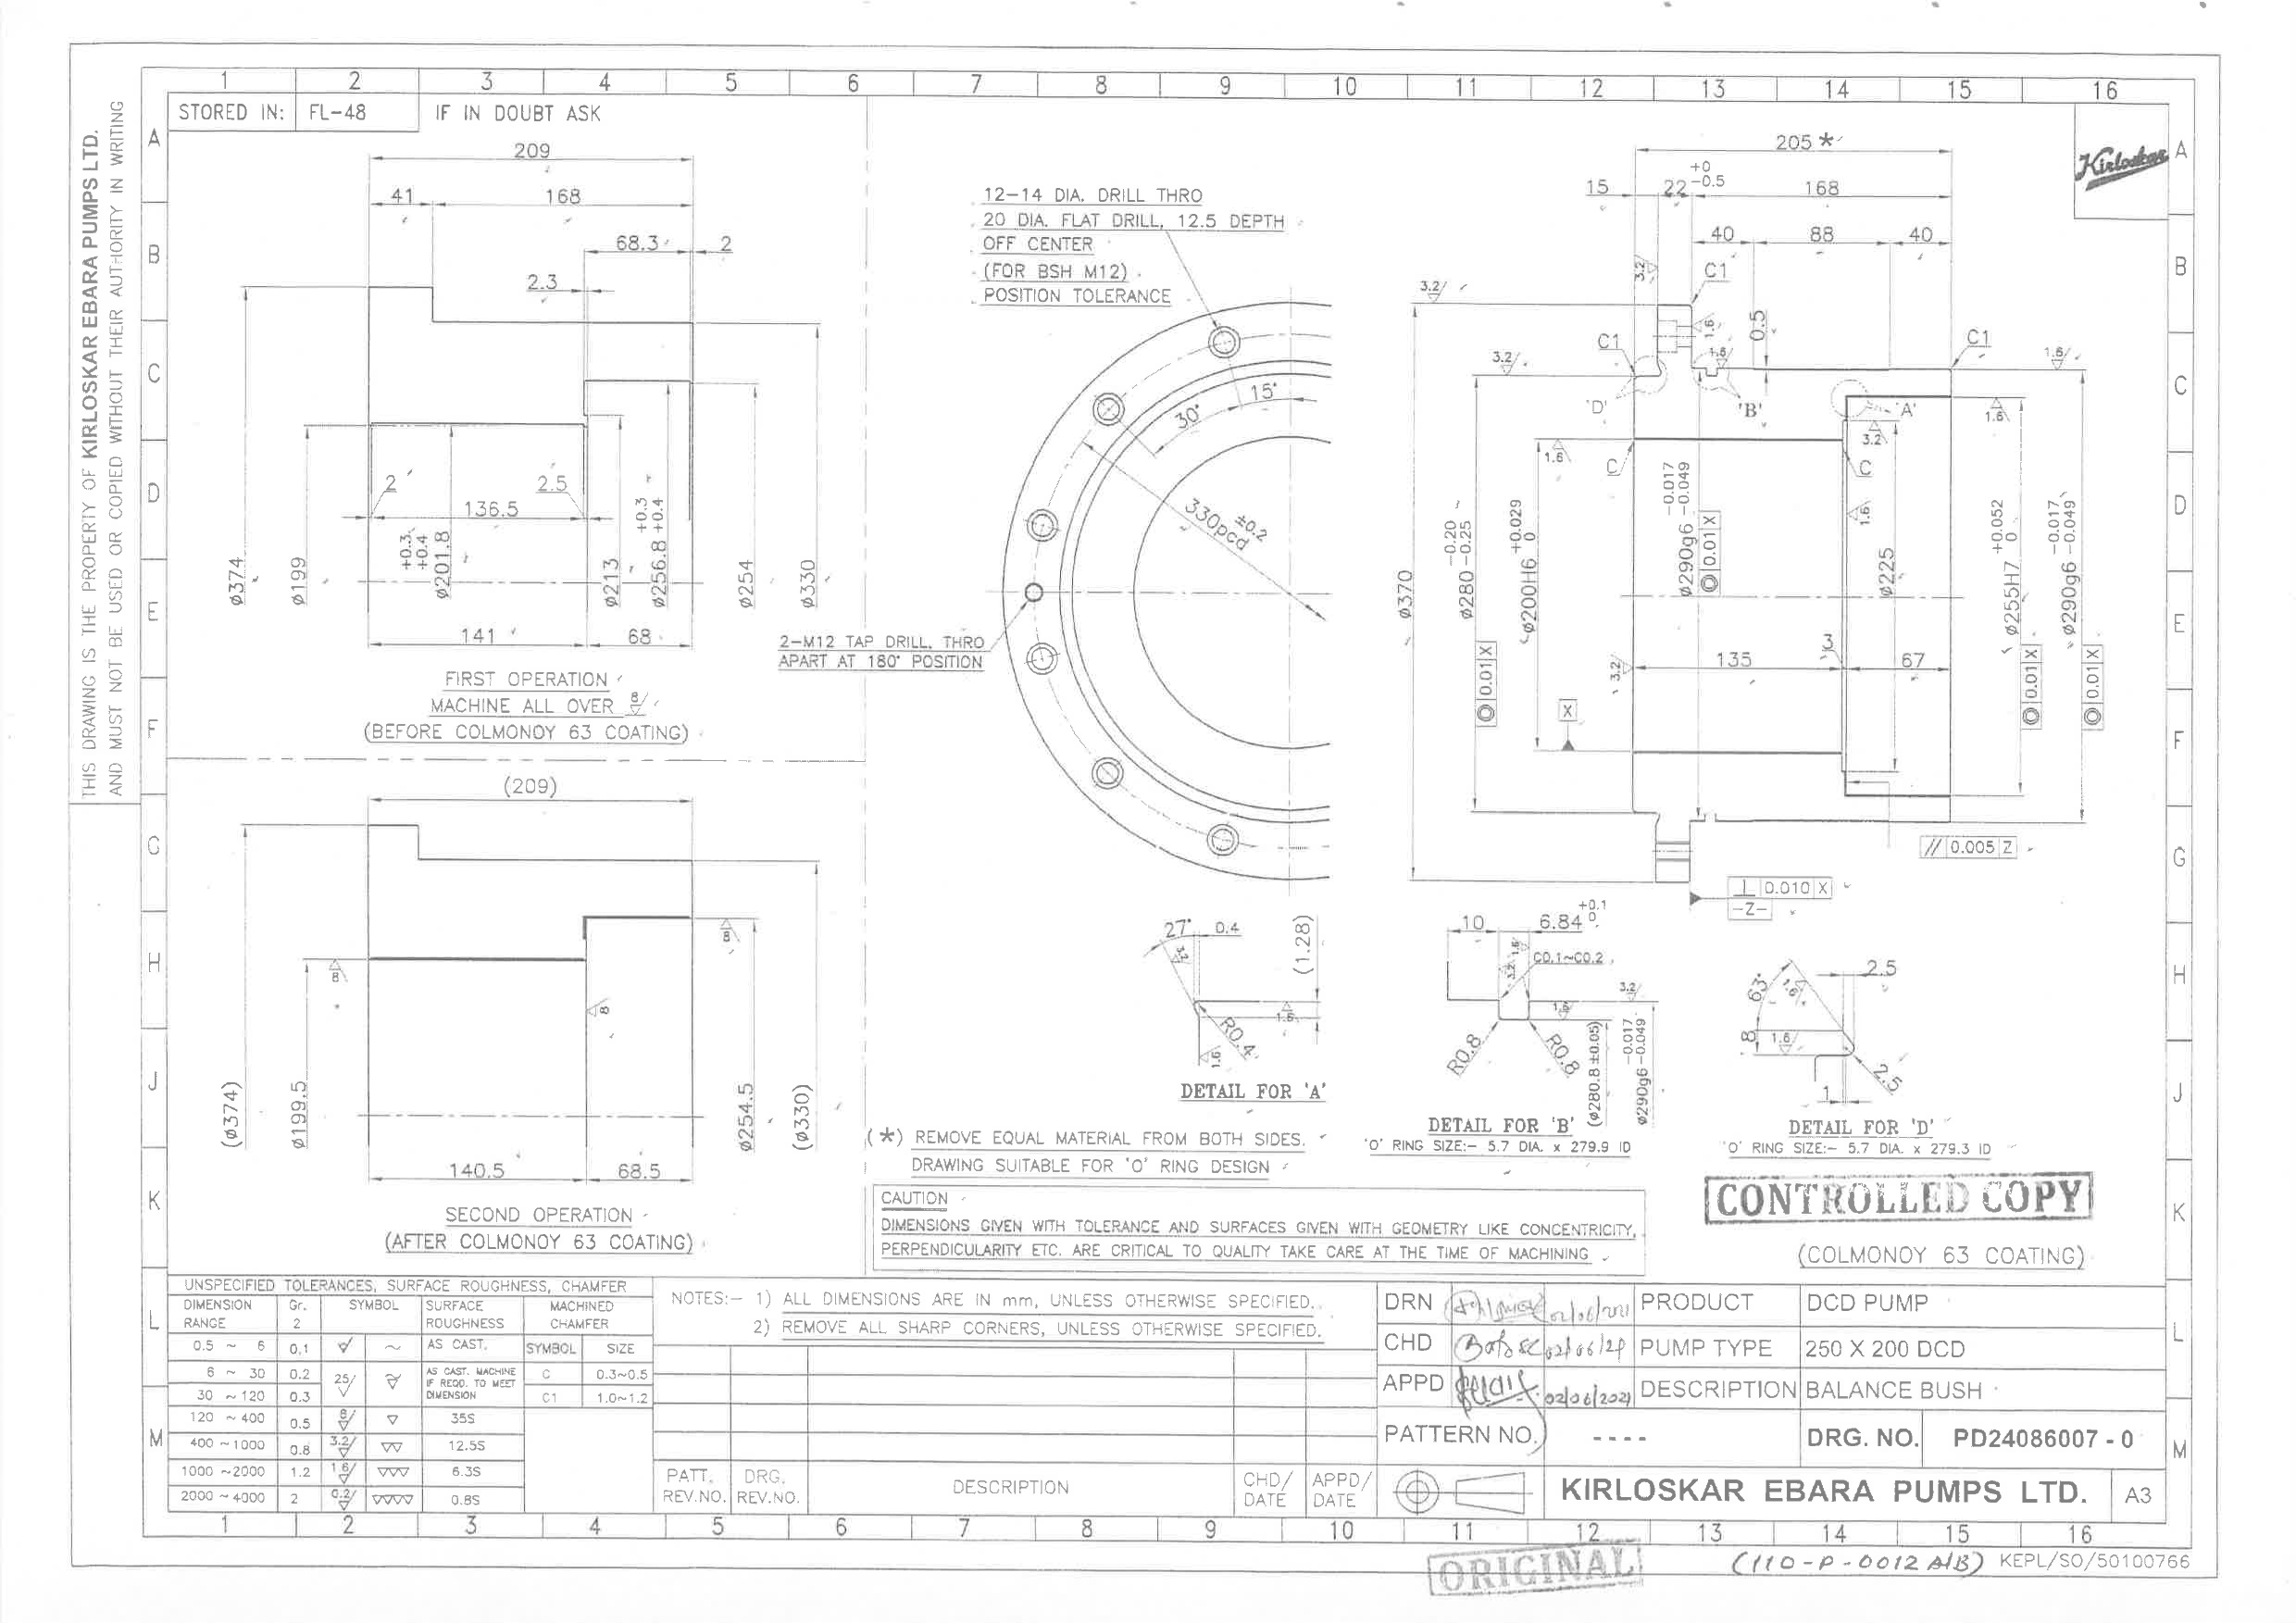 THIS DRAWING IS THE PROPERTY OF KIRLOSKAR EBARA PUMPS LTD.
AND MUST NOT BE USED OR COPIED WITHOUT THEIR AUTHORITY IN WRITING
1 2 3 4 5 6 7 8 9 10 11 12 13 14 15 16
A
B
C
D
E
F
G
H
J
K
L
M
STORED IN: FL-48 IF IN DOUBT ASK
209
41 168
68.3 2
2.3
2 2.5
136.5
ø374
ø199
+0.3
+0.4
ø201.8
ø213
+0.3
ø256.8 +0.4
ø254
ø330
141 68
FIRST OPERATION
MACHINE ALL OVER 8/
(BEFORE COLMONOY 63 COATING)
(209)
8
8
8
(ø374)
ø199.5
ø254.5
(ø330)
140.5 68.5
SECOND OPERATION
(AFTER COLMONOY 63 COATING)
12-14 DIA. DRILL THRO
20 DIA. FLAT DRILL, 12.5 DEPTH
OFF CENTER
(FOR BSH M12)
POSITION TOLERANCE
15°
30°
330pcd ±0.2
2-M12 TAP DRILL, THRO
APART AT 180° POSITION
Kirloskar
205 *
15 22 +0 -0.5 168
40 88 40
3.2/
C1
3.2/
1.6
0.5
C1
C1
3.2/
1.6/
1.6/
'D' 'B' 'A'
1.6
3.2
1.6
C C
1.6
ø370
-0.20
ø280 -0.25
+0.029
ø200H6 0
-0.017
ø290g6 -0.049
◎ 0.01 X
ø225
+0.052
ø255H7 0
-0.017
ø290g6 -0.049
3
3.2/
135 67
◎ 0.01 X
X
◎ 0.01 X
◎ 0.01 X
// 0.005 Z
⊥ 0.010 X
-Z-
27° 0.4
3.2
(1.28)
1.6
R0.4
1.6
DETAIL FOR 'A'
10 6.84 +0.1 0
C0.1~C0.2
3.2 1.6
3.2/
1.6
R0.8 R0.8
(ø280.8±0.05)
-0.017
ø290g6 -0.049
DETAIL FOR 'B'
'O' RING SIZE:- 5.7 DIA. x 279.9 ID
2.5
63°
1.6/
8
1.6/
2.5
1
DETAIL FOR 'D'
'O' RING SIZE:- 5.7 DIA. x 279.3 ID
(*) REMOVE EQUAL MATERIAL FROM BOTH SIDES.
DRAWING SUITABLE FOR 'O' RING DESIGN
CAUTION
DIMENSIONS GIVEN WITH TOLERANCE AND SURFACES GIVEN WITH GEOMETRY LIKE CONCENTRICITY,
PERPENDICULARITY ETC. ARE CRITICAL TO QUALITY TAKE CARE AT THE TIME OF MACHINING
CONTROLLED COPY
(COLMONOY 63 COATING)
UNSPECIFIED TOLERANCES, SURFACE ROUGHNESS, CHAMFER
DIMENSION RANGE Gr. 2 SYMBOL SURFACE ROUGHNESS MACHINED CHAMFER
0.5 ~ 6 0.1 ~ AS CAST. SYMBOL SIZE
6 ~ 30 0.2 25/ AS CAST. MACHINE IF REQD. TO MEET DIMENSION C 0.3~0.5
30 ~ 120 0.3 C1 1.0~1.2
120 ~ 400 0.5 8/ ▽ 35S
400 ~ 1000 0.8 3.2/ ▽▽ 12.5S
1000 ~2000 1.2 1.6/ ▽▽▽ 6.3S
2000 ~ 4000 2 0.2/ ▽▽▽▽ 0.8S
NOTES:- 1) ALL DIMENSIONS ARE IN mm, UNLESS OTHERWISE SPECIFIED.
2) REMOVE ALL SHARP CORNERS, UNLESS OTHERWISE SPECIFIED.
PATT. REV.NO. DRG. REV.NO. DESCRIPTION CHD/ DATE APPD/ DATE
DRN 02/06/2021 PRODUCT DCD PUMP
CHD 02/06/21 PUMP TYPE 250 X 200 DCD
APPD 02/06/2021 DESCRIPTION BALANCE BUSH
PATTERN NO. ---- DRG. NO. PD24086007 - 0
KIRLOSKAR EBARA PUMPS LTD. A3
1 2 3 4 5 6 7 8 9 10 11 12 13 14 15 16
ORIGINAL
(110-P-0012 A/B) KEPL/SO/50100766